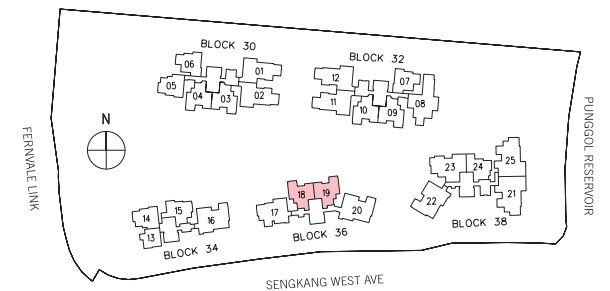 BLOCK 30
06
01
05
04
03
02
BLOCK 32
12
07
11
10
09
08
N
FERNVALE LINK
PUNGGOL RESERVOIR
23
24
25
22
21
BLOCK 38
18
19
17
20
BLOCK 36
14
15
16
13
BLOCK 34
SENGKANG WEST AVE